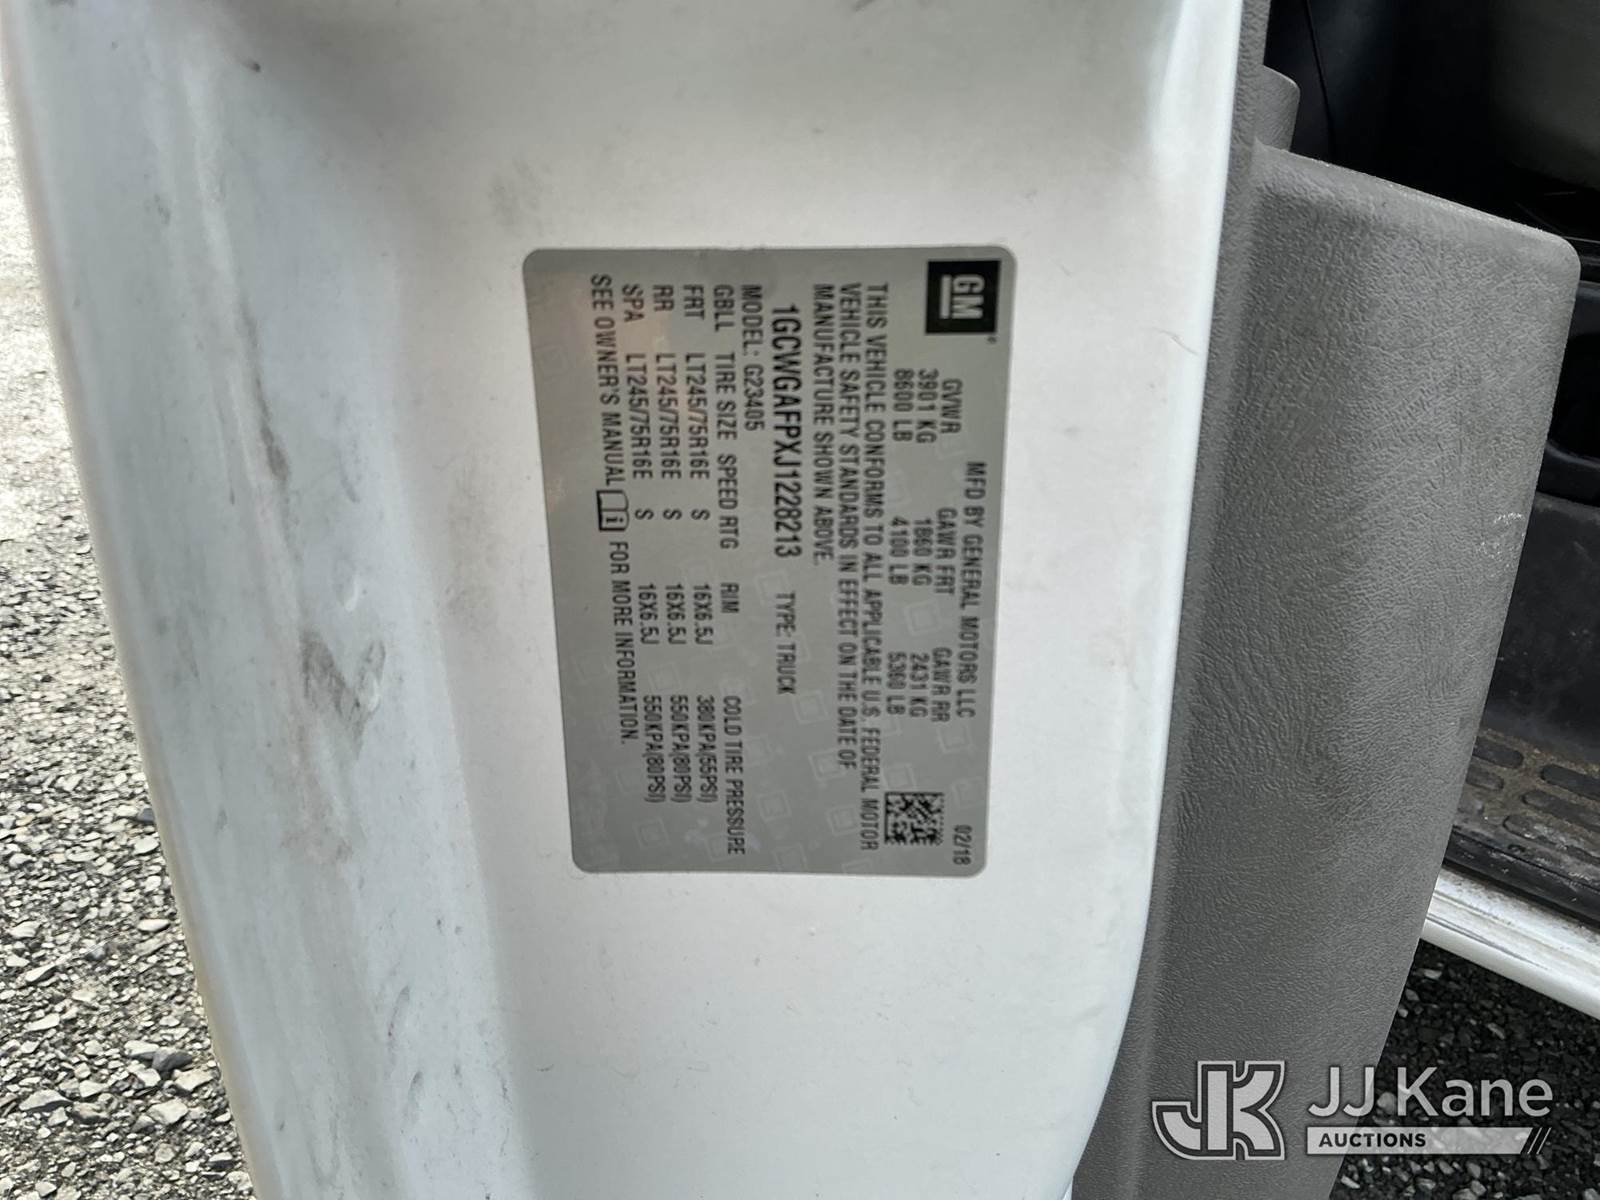 GM
MFD BY GENERAL MOTORS LLC 02/18
GVWR GAWR FRT GAWR RR
3901 KG 1860 KG 2431 KG
8600 LB 4100 LB 5360 LB
THIS VEHICLE CONFORMS TO ALL APPLICABLE U.S. FEDERAL MOTOR
VEHICLE SAFETY STANDARDS IN EFFECT ON THE DATE OF
MANUFACTURE SHOWN ABOVE.
1GCWGAFPXJ1228213 TYPE: TRUCK
MODEL: G23405
GBLL TIRE SIZE SPEED RTG RIM COLD TIRE PRESSURE
FRT LT245/75R16E S 16X6.5J 380KPA(55PSI)
RR LT245/75R16E S 16X6.5J 550KPA(80PSI)
SPA LT245/75R16E S 16X6.5J 550KPA(80PSI)
SEE OWNER'S MANUAL i FOR MORE INFORMATION.
JK JJ Kane
AUCTIONS